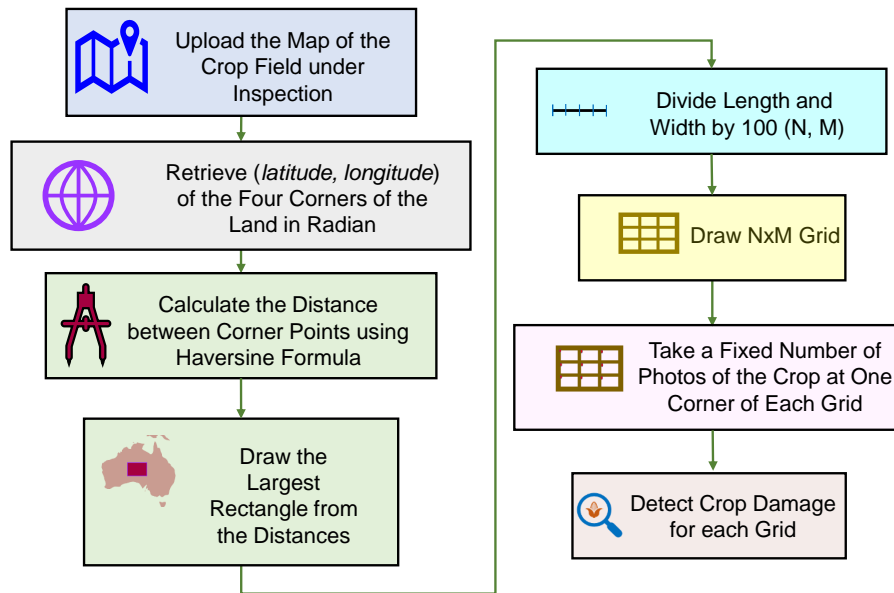 Upload the Map of the
Crop Field under
Inspection
Retrieve (latitude, longitude)
of the Four Corners of the
Land in Radian
Calculate the Distance
between Corner Points using
Haversine Formula
Draw the
Largest
Rectangle from
the Distances
Divide Length and
Width by 100 (N, M)
Draw NxM Grid
Take a Fixed Number of
Photos of the Crop at One
Corner of Each Grid
Detect Crop Damage
for each Grid